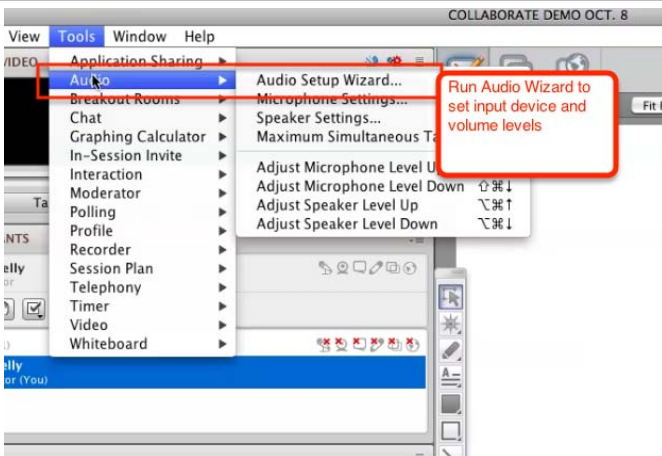 COLLABORATE DEMO OCT. 8
View Tools Window Help
VIDEO
Application Sharing
Audio
Breakout Rooms
Chat
Graphing Calculator
In-Session Invite
Interaction
Moderator
Polling
Profile
Recorder
Session Plan
Telephony
Timer
Video
Whiteboard
Audio Setup Wizard...
Microphone Settings...
Speaker Settings...
Maximum Simultaneous Ta
Adjust Microphone Level U
Adjust Microphone Level Down ⇧⌘↓
Adjust Speaker Level Up ⌥⌘↑
Adjust Speaker Level Down ⌥⌘↓
Run Audio Wizard to
set input device and
volume levels
Fit
Ta
ANTS
elly
or
elly
or (You)